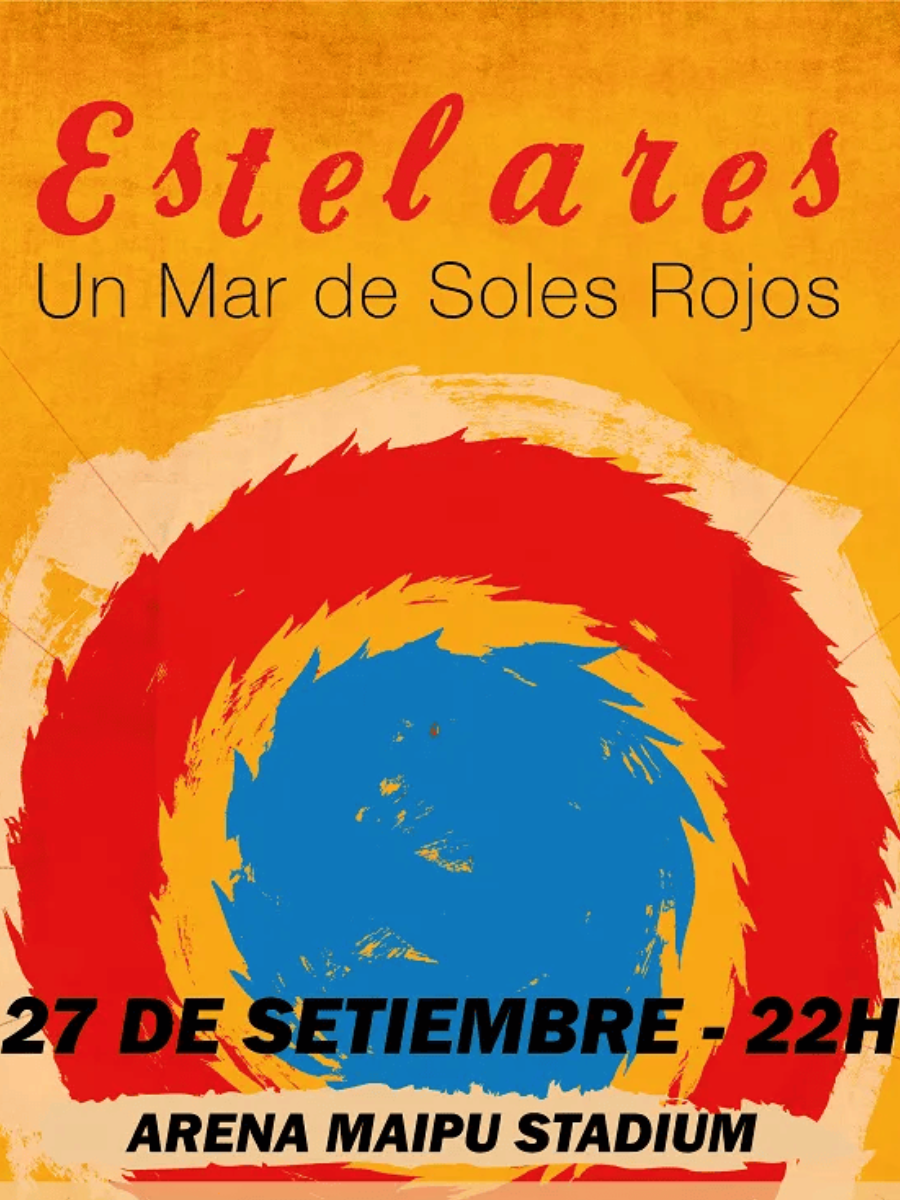 Estelares
Un Mar de Soles Rojos
27 DE SETIEMBRE - 22H
ARENA MAIPU STADIUM